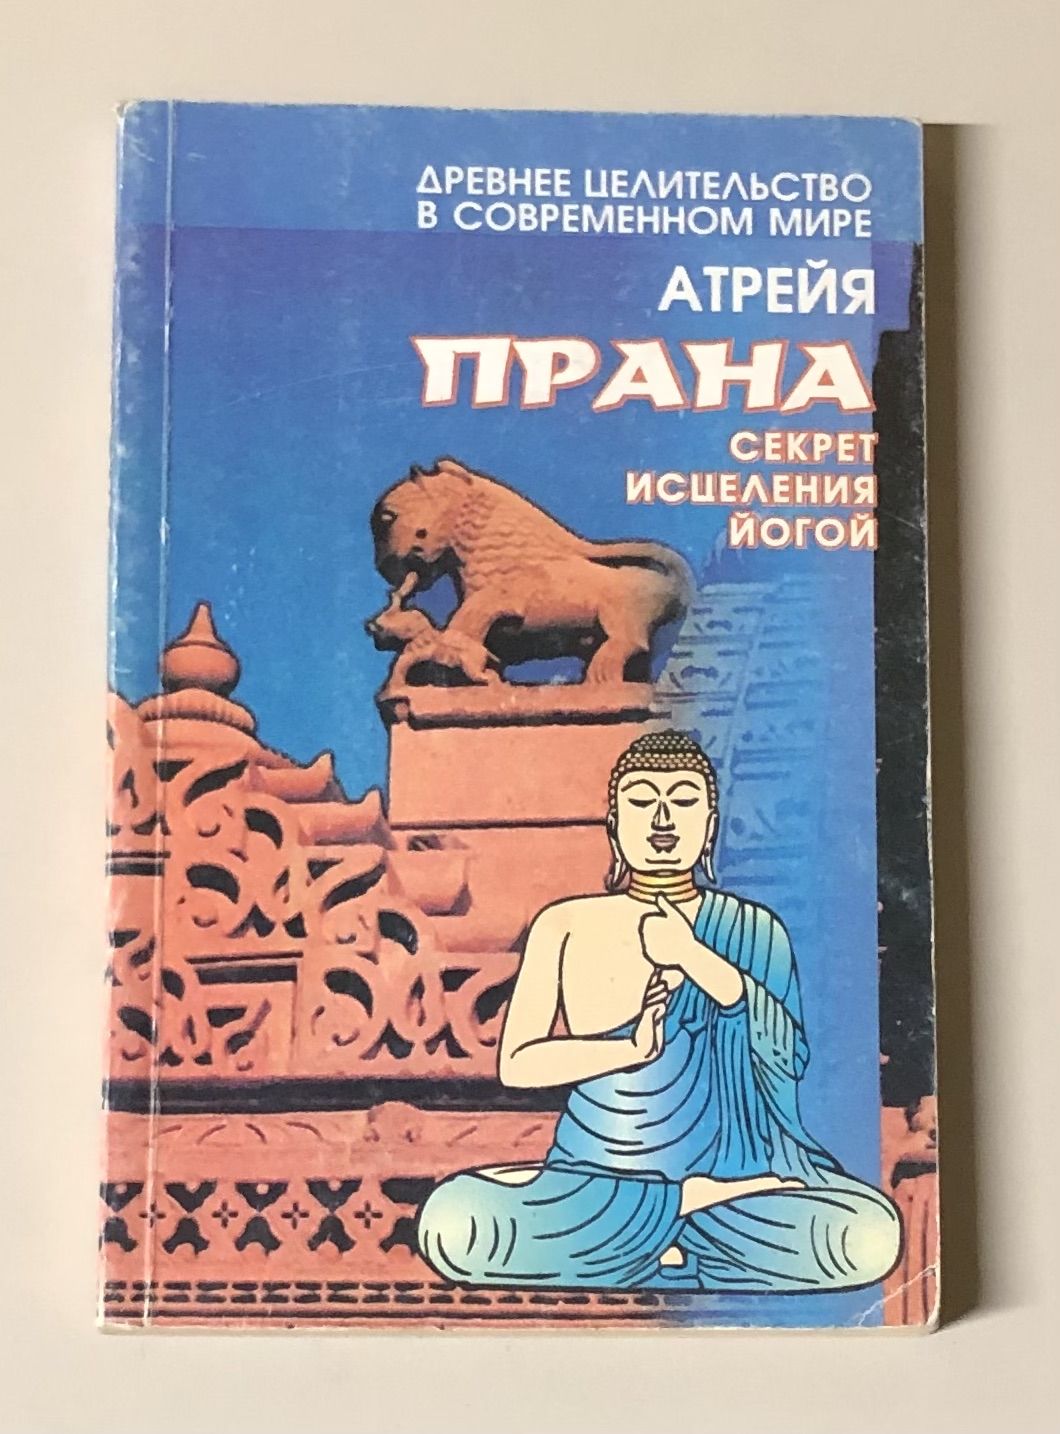 ДРЕВНЕЕ ЦЕЛИТЕЛЬСТВО
В СОВРЕМЕННОМ МИРЕ
АТРЕЙЯ
ПРАНА
СЕКРЕТ
ИСЦЕЛЕНИЯ
ЙОГОЙ